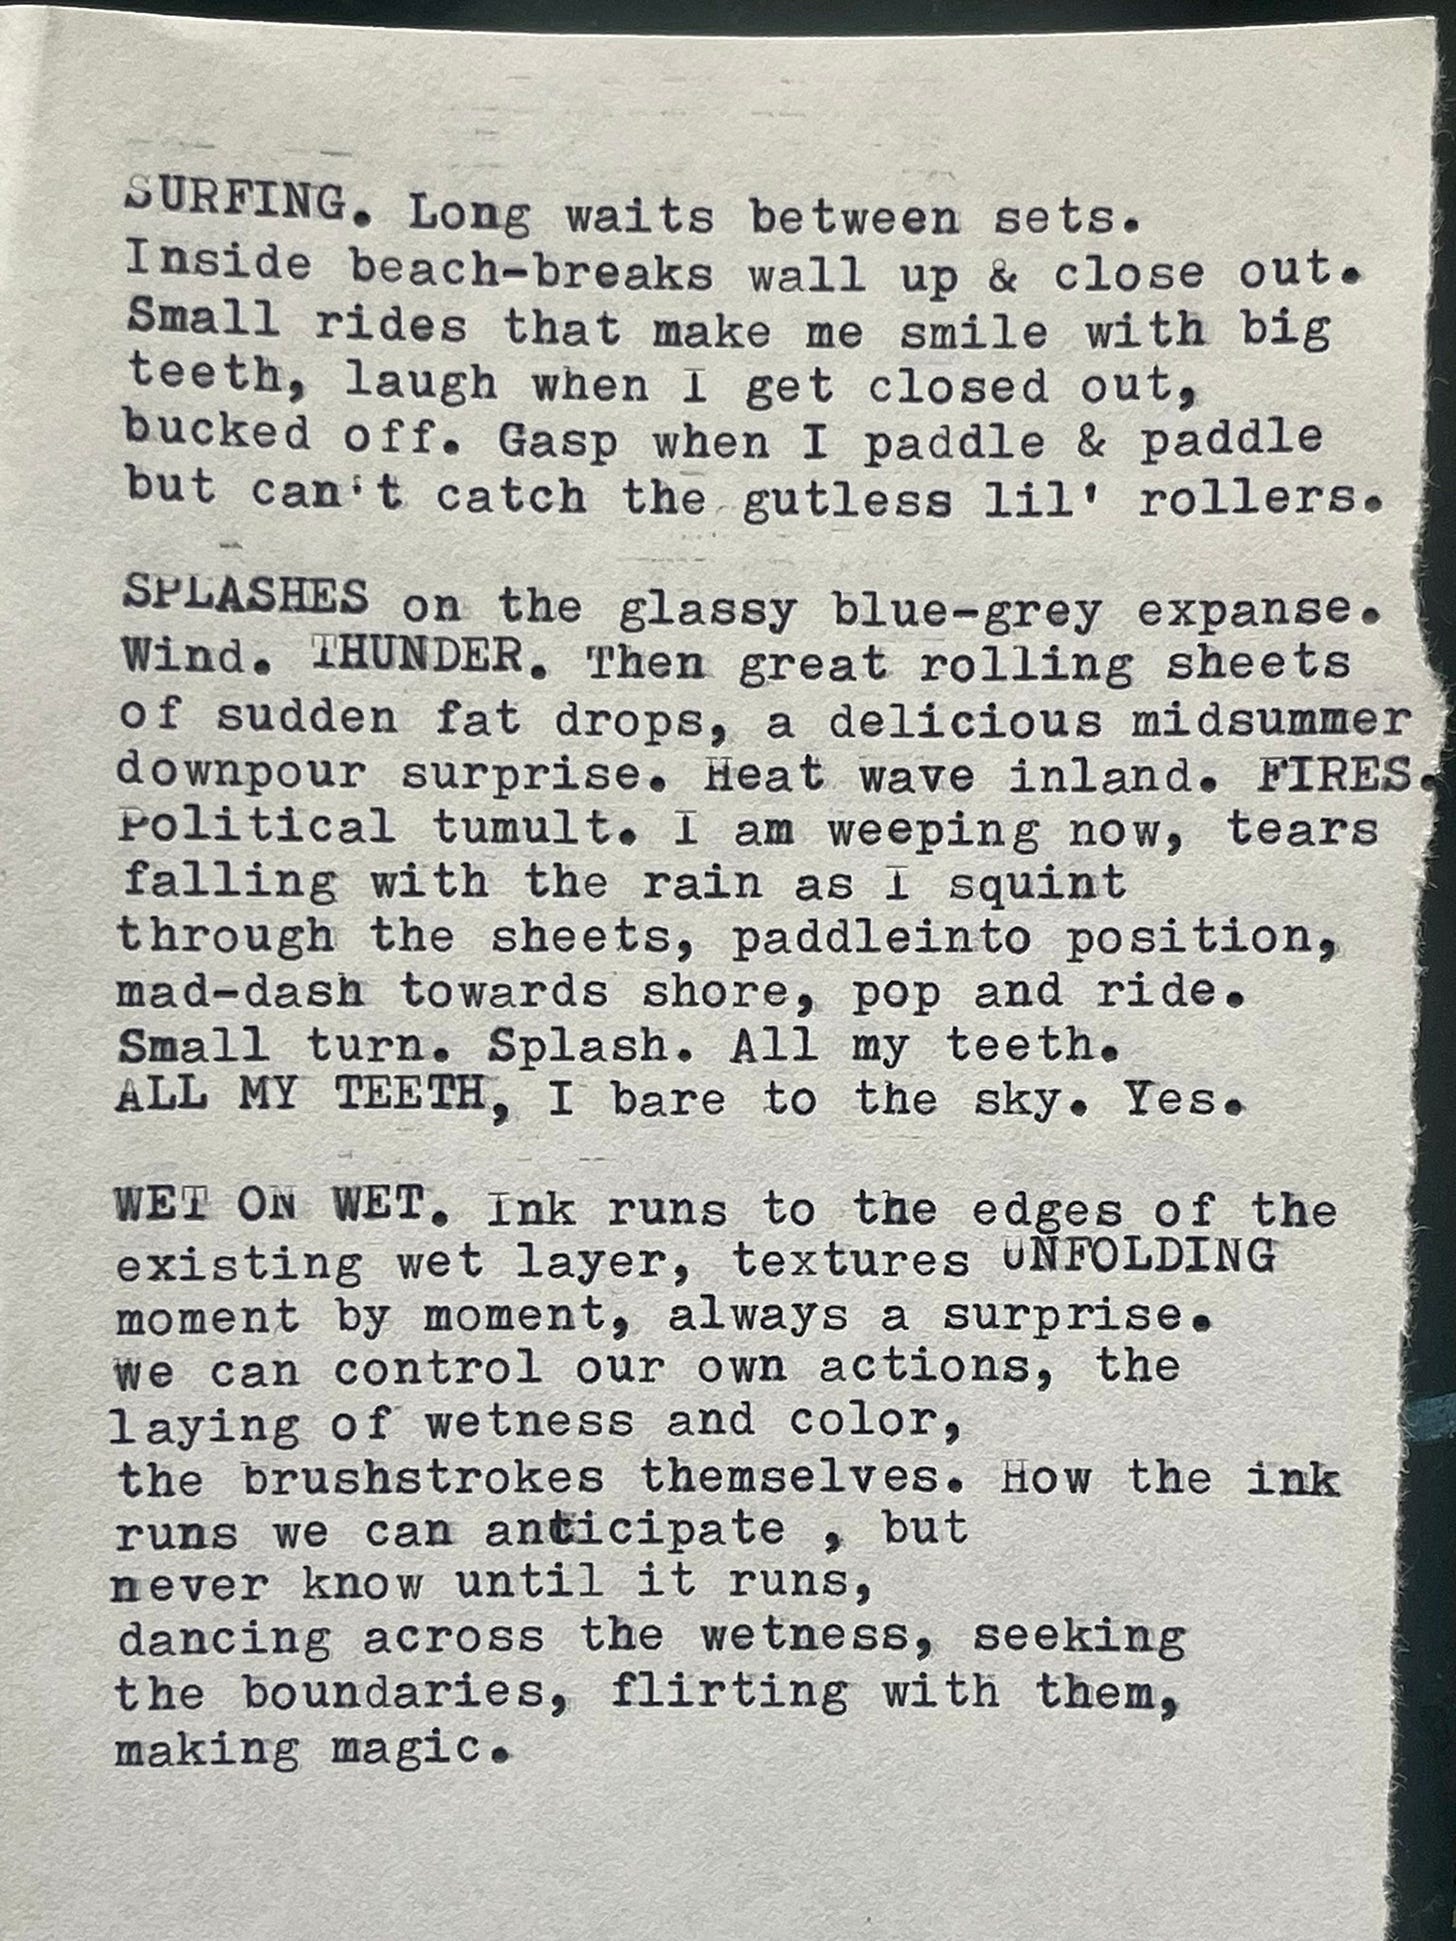 SURFING. Long waits between sets.
Inside beach-breaks wall up & close out.
Small rides that make me smile with big
teeth, laugh when I get closed out,
bucked off. Gasp when I paddle & paddle
but can't catch the gutless lil' rollers.
SPLASHES on the glassy blue-grey expanse.
Wind. THUNDER. Then great rolling sheets
of sudden fat drops, a delicious midsummer
downpour surprise. Heat wave inland. FIRES.
Political tumult. I am weeping now, tears
falling with the rain as I squint
through the sheets, paddleinto position,
mad-dash towards shore, pop and ride.
Small turn. Splash. All my teeth.
ALL MY TEETH, I bare to the sky. Yes.
WET ON WET. Ink runs to the edges of the
existing wet layer, textures UNFOLDING
moment by moment, always a surprise.
we can control our own actions, the
laying of wetness and color,
the brushstrokes themselves. How the ink
runs we can anticipate , but
never know until it runs,
dancing across the wetness, seeking
the boundaries, flirting with them,
making magic.